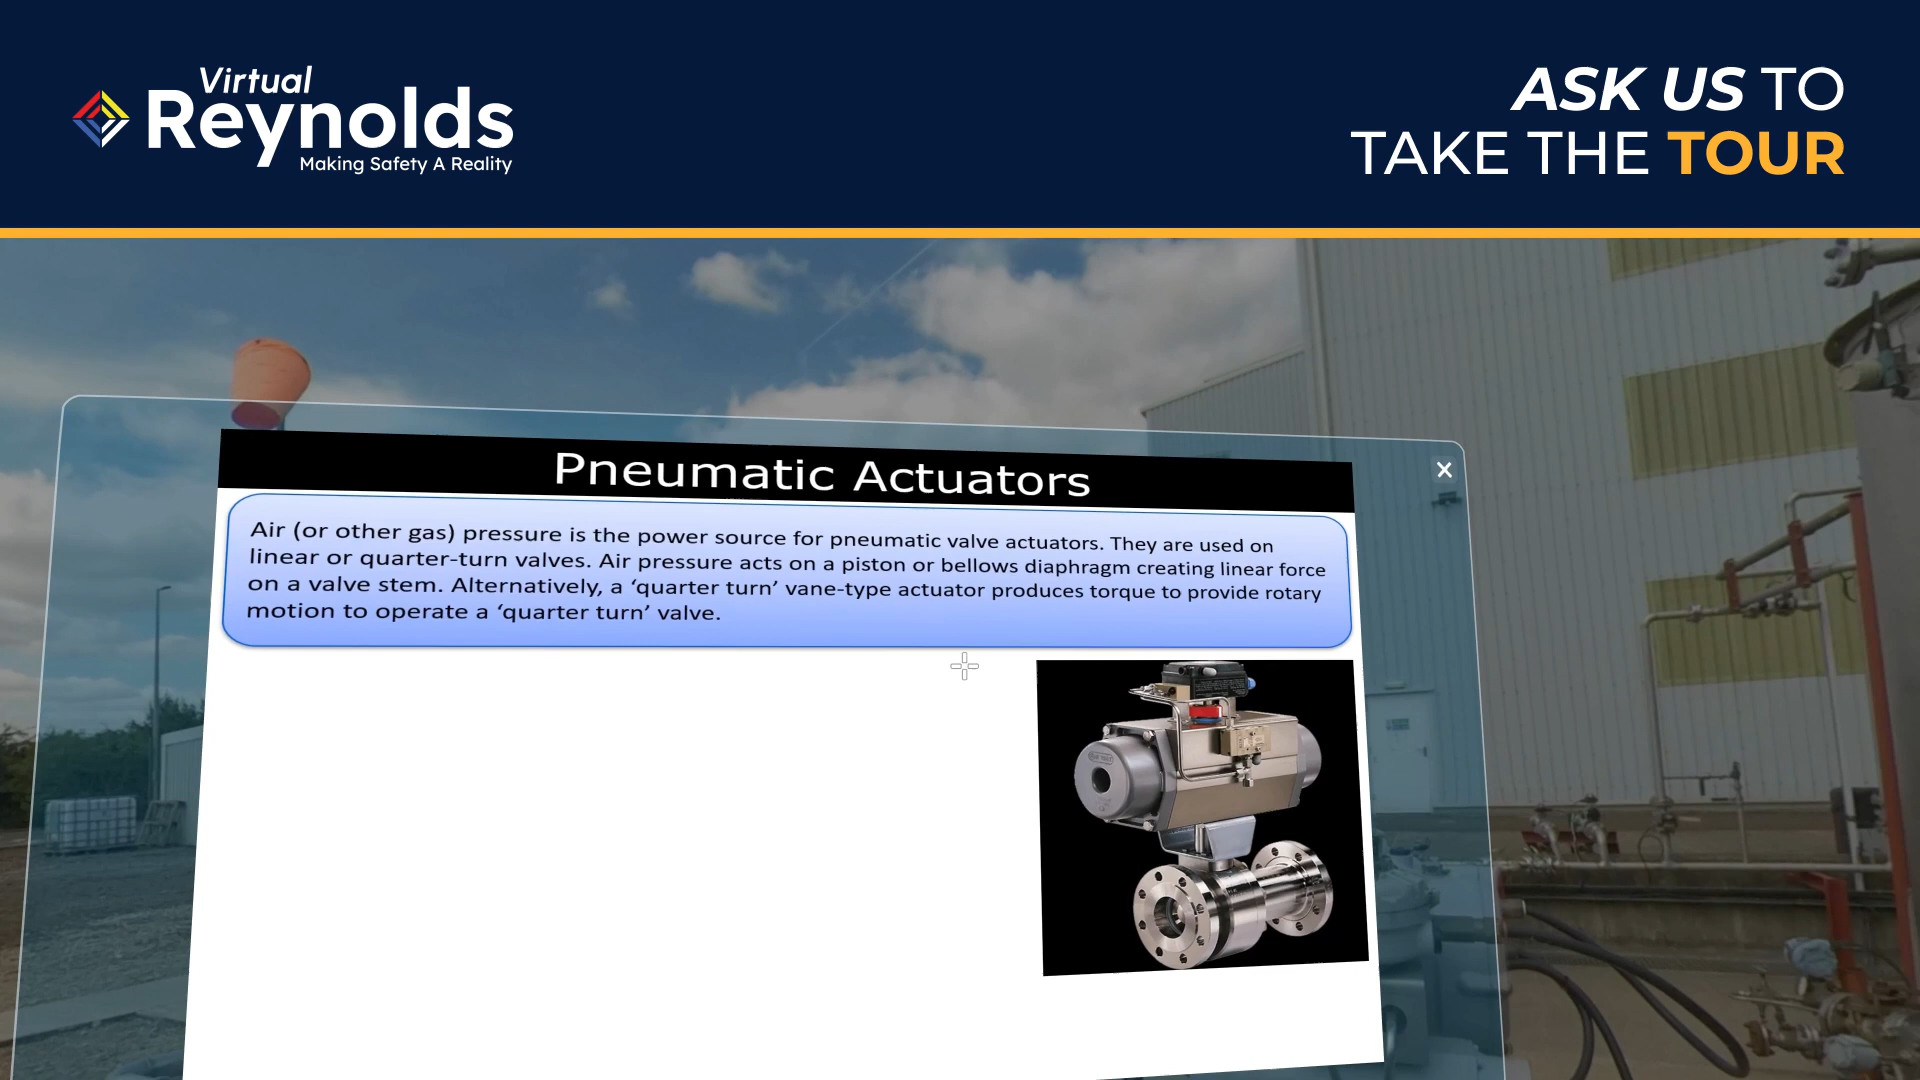 Virtual
Reynolds
Making Safety A Reality
ASK US TO
TAKE THE TOUR
Pneumatic Actuators
Air (or other gas) pressure is the power source for pneumatic valve actuators. They are used on
linear or quarter-turn valves. Air pressure acts on a piston or bellows diaphragm creating linear force
on a valve stem. Alternatively, a ‘quarter turn’ vane-type actuator produces torque to provide rotary
motion to operate a ‘quarter turn’ valve.